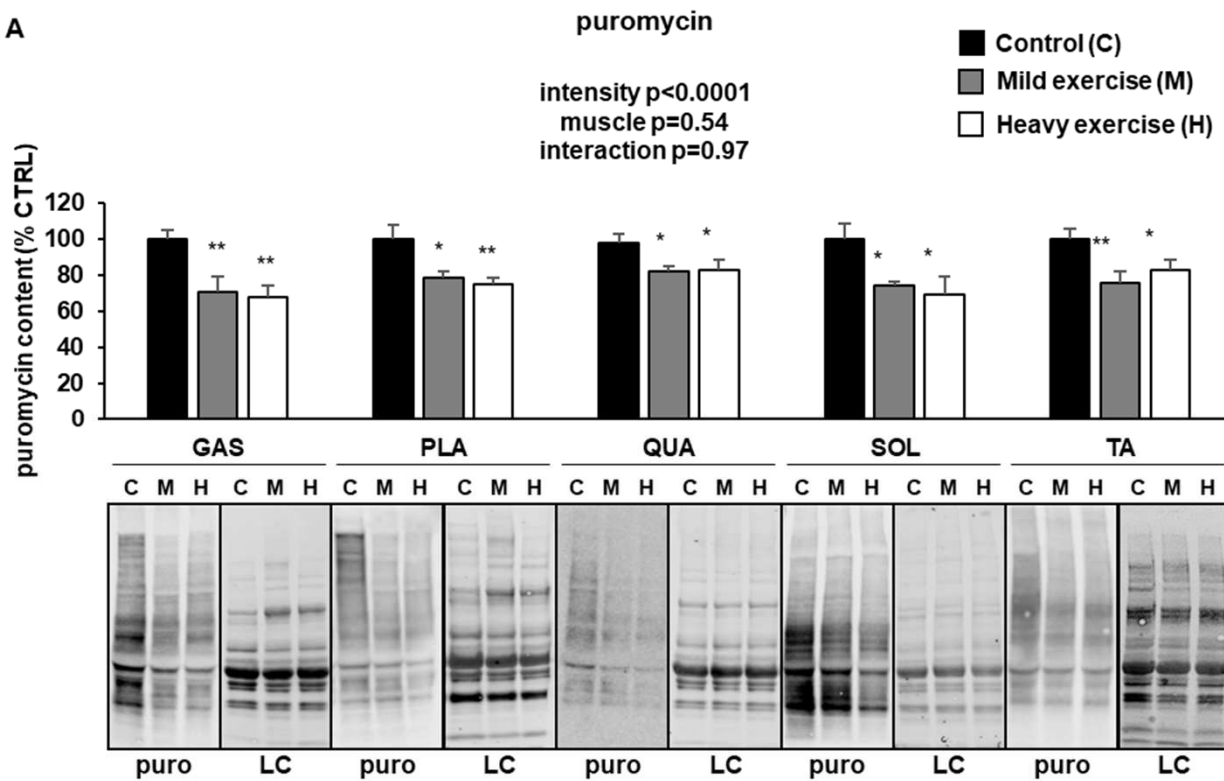 A
puromycin
Control (C)
Mild exercise (M)
Heavy exercise (H)
intensity p<0.0001
muscle p=0.54
interaction p=0.97
puromycin content (% CTRL)
120
100
80
60
40
20
0
** **
* **
* *
* *
** *
GAS PLA QUA SOL TA
C M H C M H C M H C M H C M H C M H C M H C M H C M H C M H
puro LC puro LC puro LC puro LC puro LC